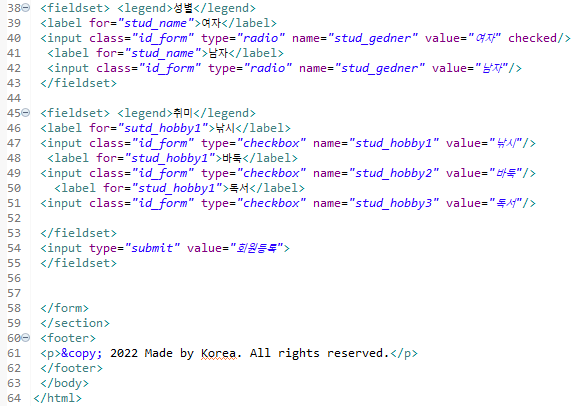 38 <fieldset> <legend>성별</legend>
39 <label for="stud_name">여자</label>
40 <input class="id_form" type="radio" name="stud_gedner" value="여자" checked/>
41 <label for="stud_name">남자</label>
42 <input class="id_form" type="radio" name="stud_gedner" value="남자"/>
43 </fieldset>
44
45 <fieldset> <legend>취미</legend>
46 <label for="sutd_hobby1">낚시</label>
47 <input class="id_form" type="checkbox" name="stud_hobby1" value="낚시"/>
48 <label for="stud_hobby1">바둑</label>
49 <input class="id_form" type="checkbox" name="stud_hobby2" value="바둑"/>
50 <label for="stud_hobby1">독서</label>
51 <input class="id_form" type="checkbox" name="stud_hobby3" value="독서"/>
52
53 </fieldset>
54 <input type="submit" value="회원등록">
55 </fieldset>
56
57
58 </form>
59 </section>
60 <footer>
61 <p>&copy; 2022 Made by Korea. All rights reserved.</p>
62 </footer>
63 </body>
64 </html>